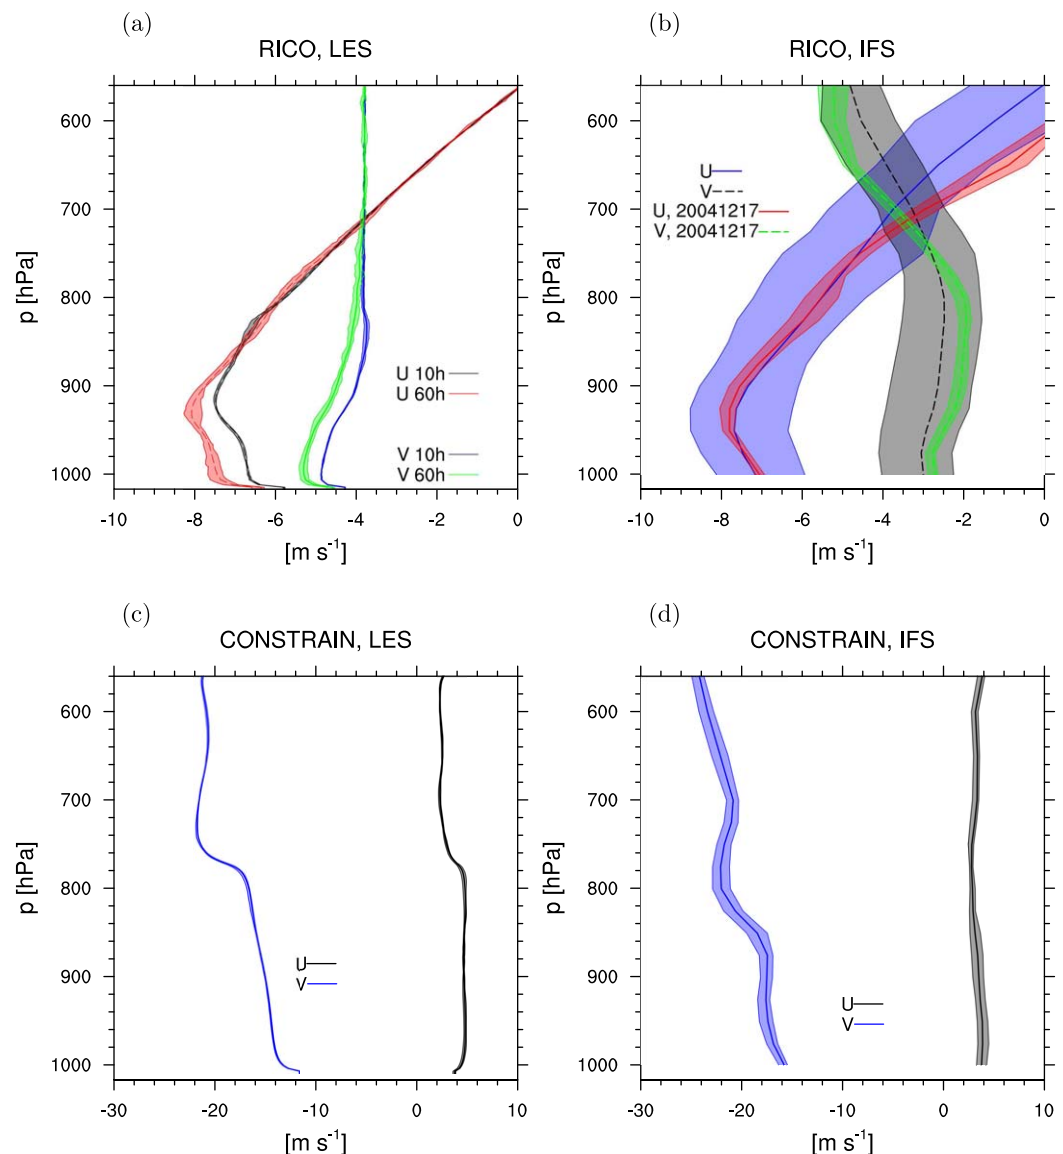 (a)
RICO, LES
600
700
800
900
1000
p [hPa]
U 10h
U 60h
V 10h
V 60h
-10 -8 -6 -4 -2 0
[m s⁻¹]
(b)
RICO, IFS
600
700
800
900
1000
p [hPa]
U
V
U, 20041217
V, 20041217
-10 -8 -6 -4 -2 0
[m s⁻¹]
(c)
CONSTRAIN, LES
600
700
800
900
1000
p [hPa]
U
V
-30 -20 -10 0 10
[m s⁻¹]
(d)
CONSTRAIN, IFS
600
700
800
900
1000
p [hPa]
U
V
-30 -20 -10 0 10
[m s⁻¹]